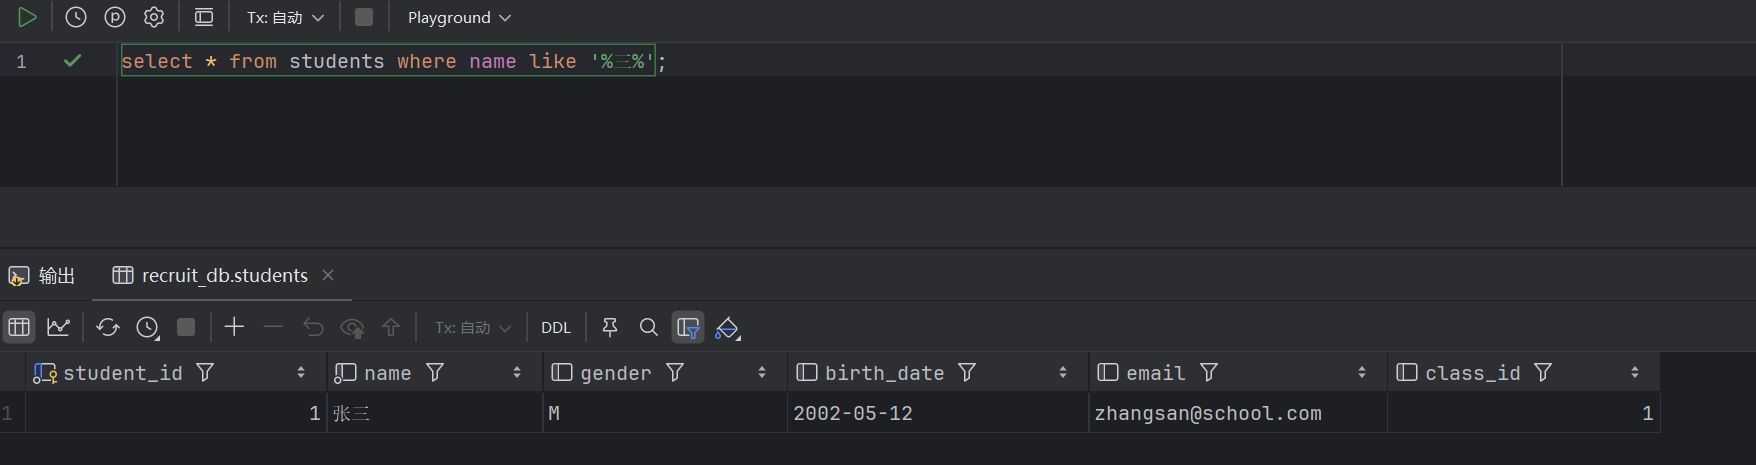 Tx: 自动 Playground
1 select * from students where name like '%三%';
输出 recruit_db.students
Tx: 自动 DDL
student_id name gender birth_date email class_id
1 1 张三 M 2002-05-12 zhangsan@school.com 1